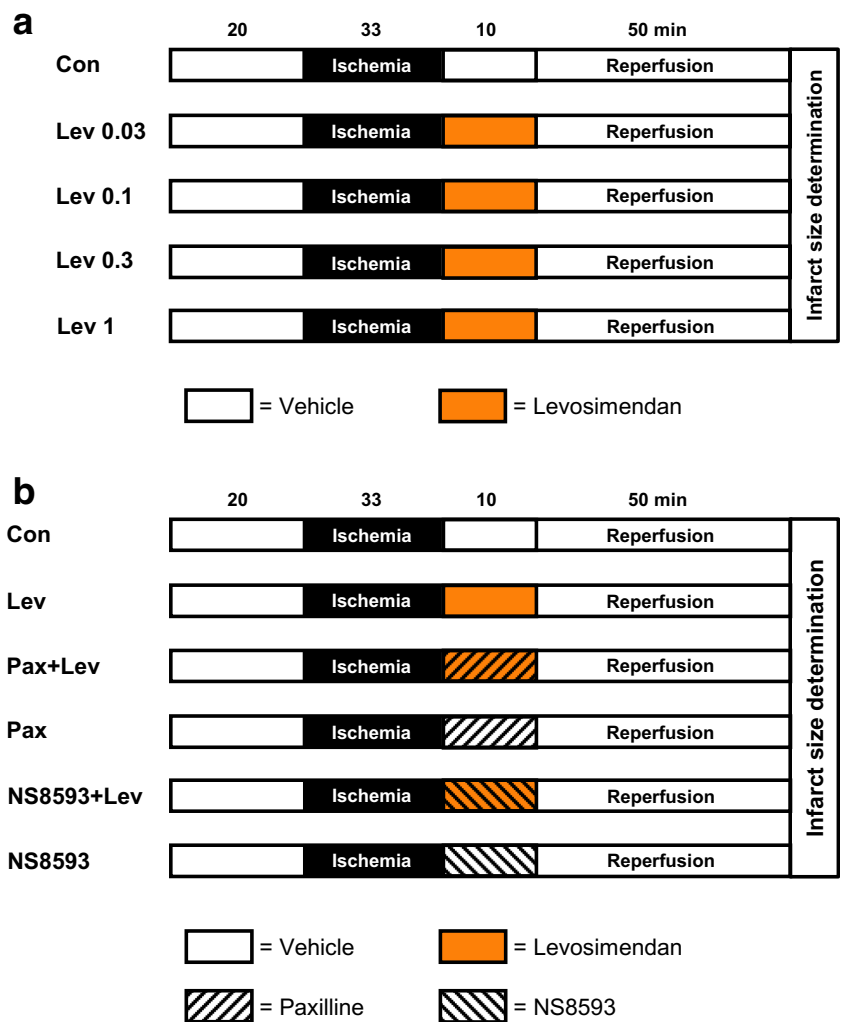 a
20 33 10 50 min
Con Ischemia Reperfusion
Lev 0.03 Ischemia Reperfusion
Lev 0.1 Ischemia Reperfusion
Lev 0.3 Ischemia Reperfusion
Lev 1 Ischemia Reperfusion
Infarct size determination
= Vehicle = Levosimendan
b
20 33 10 50 min
Con Ischemia Reperfusion
Lev Ischemia Reperfusion
Pax+Lev Ischemia Reperfusion
Pax Ischemia Reperfusion
NS8593+Lev Ischemia Reperfusion
NS8593 Ischemia Reperfusion
Infarct size determination
= Vehicle = Levosimendan
= Paxilline = NS8593